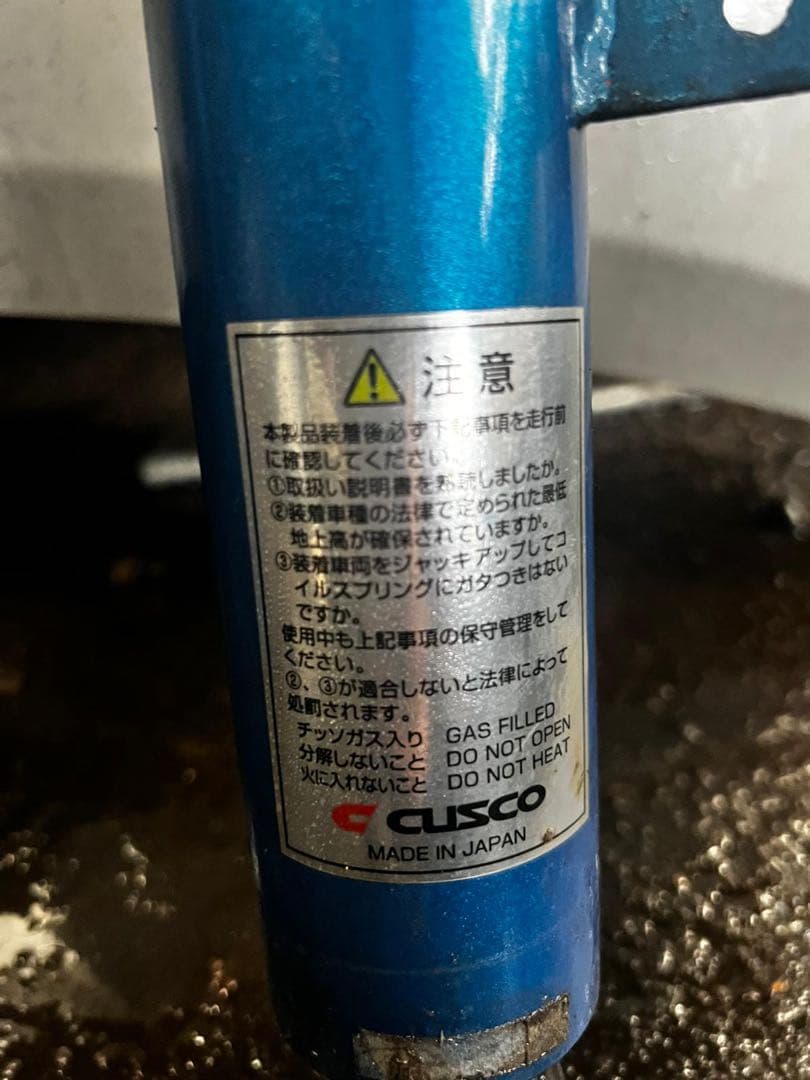 注意
本製品装着後必ず下記事項を走行前
に確認してください。
①取扱い説明書を熟読しましたか。
②装着車種の法律で定められた最低
地上高が確保されていますか。
③装着車両をジャッキアップしてコ
イルスプリングにガタつきはない
ですか。
使用中も上記事項の保守管理をして
ください。
②、③が適合しないと法律によって
処罰されます。
チッソガス入り GAS FILLED
分解しないこと DO NOT OPEN
火に入れないこと DO NOT HEAT
CUSCO
MADE IN JAPAN